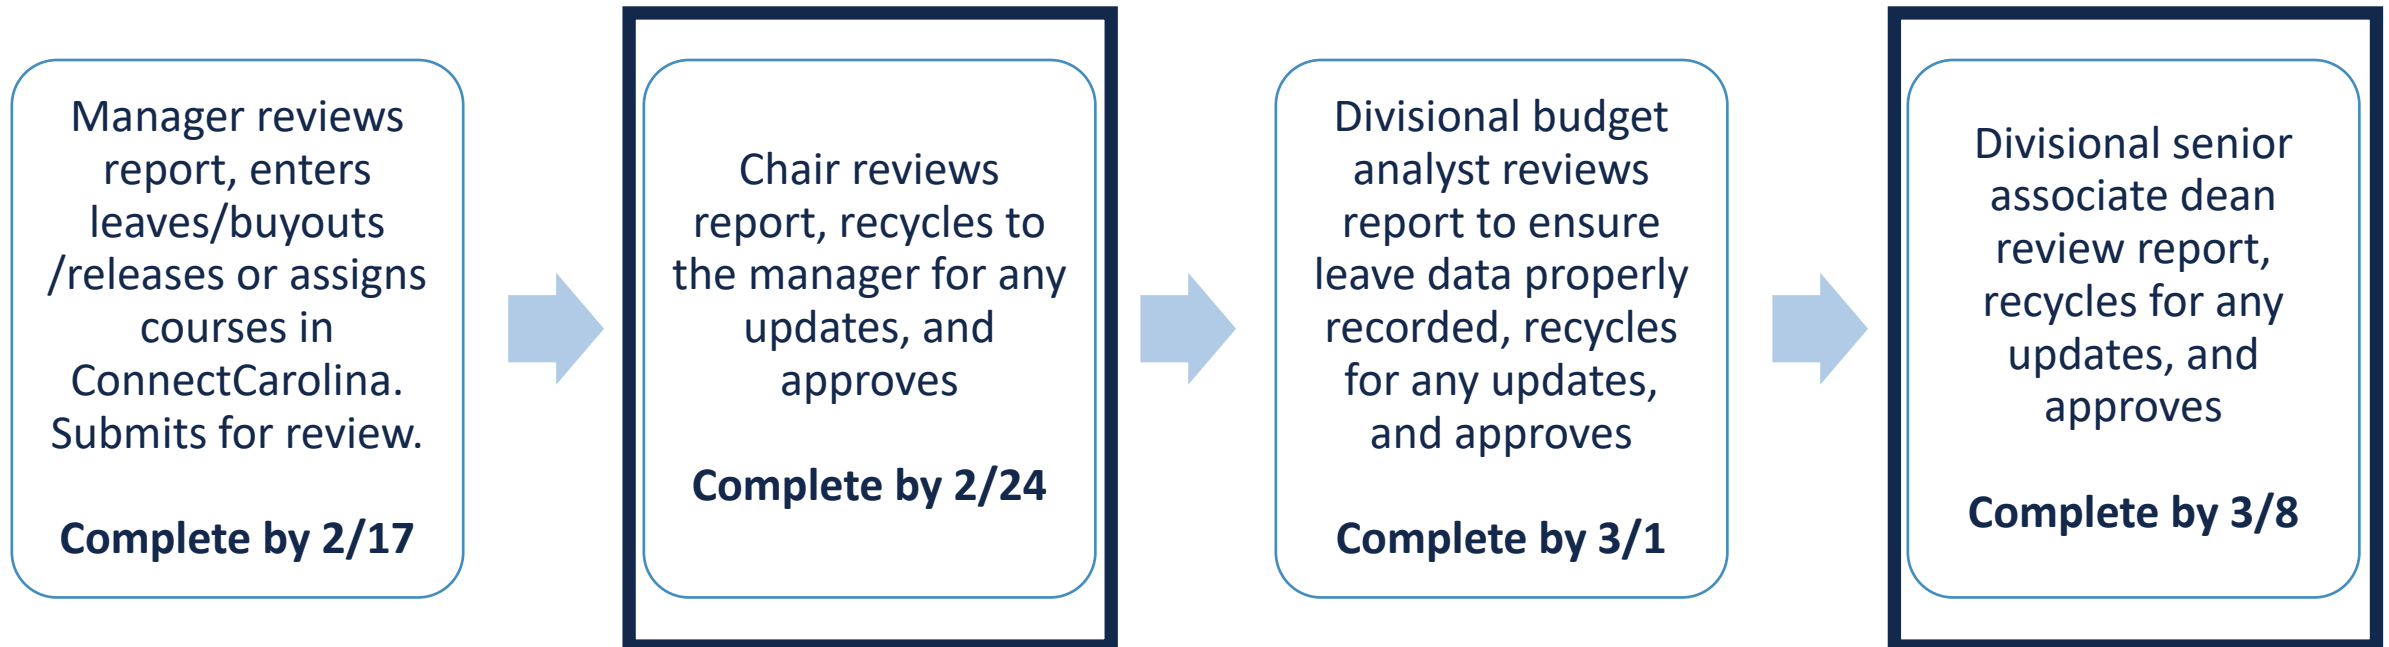 Manager reviews
report, enters
leaves/buyouts
/releases or assigns
courses in
ConnectCarolina.
Submits for review.
Complete by 2/17
Chair reviews
report, recycles to
the manager for any
updates, and
approves
Complete by 2/24
Divisional budget
analyst reviews
report to ensure
leave data properly
recorded, recycles
for any updates,
and approves
Complete by 3/1
Divisional senior
associate dean
review report,
recycles for any
updates, and
approves
Complete by 3/8